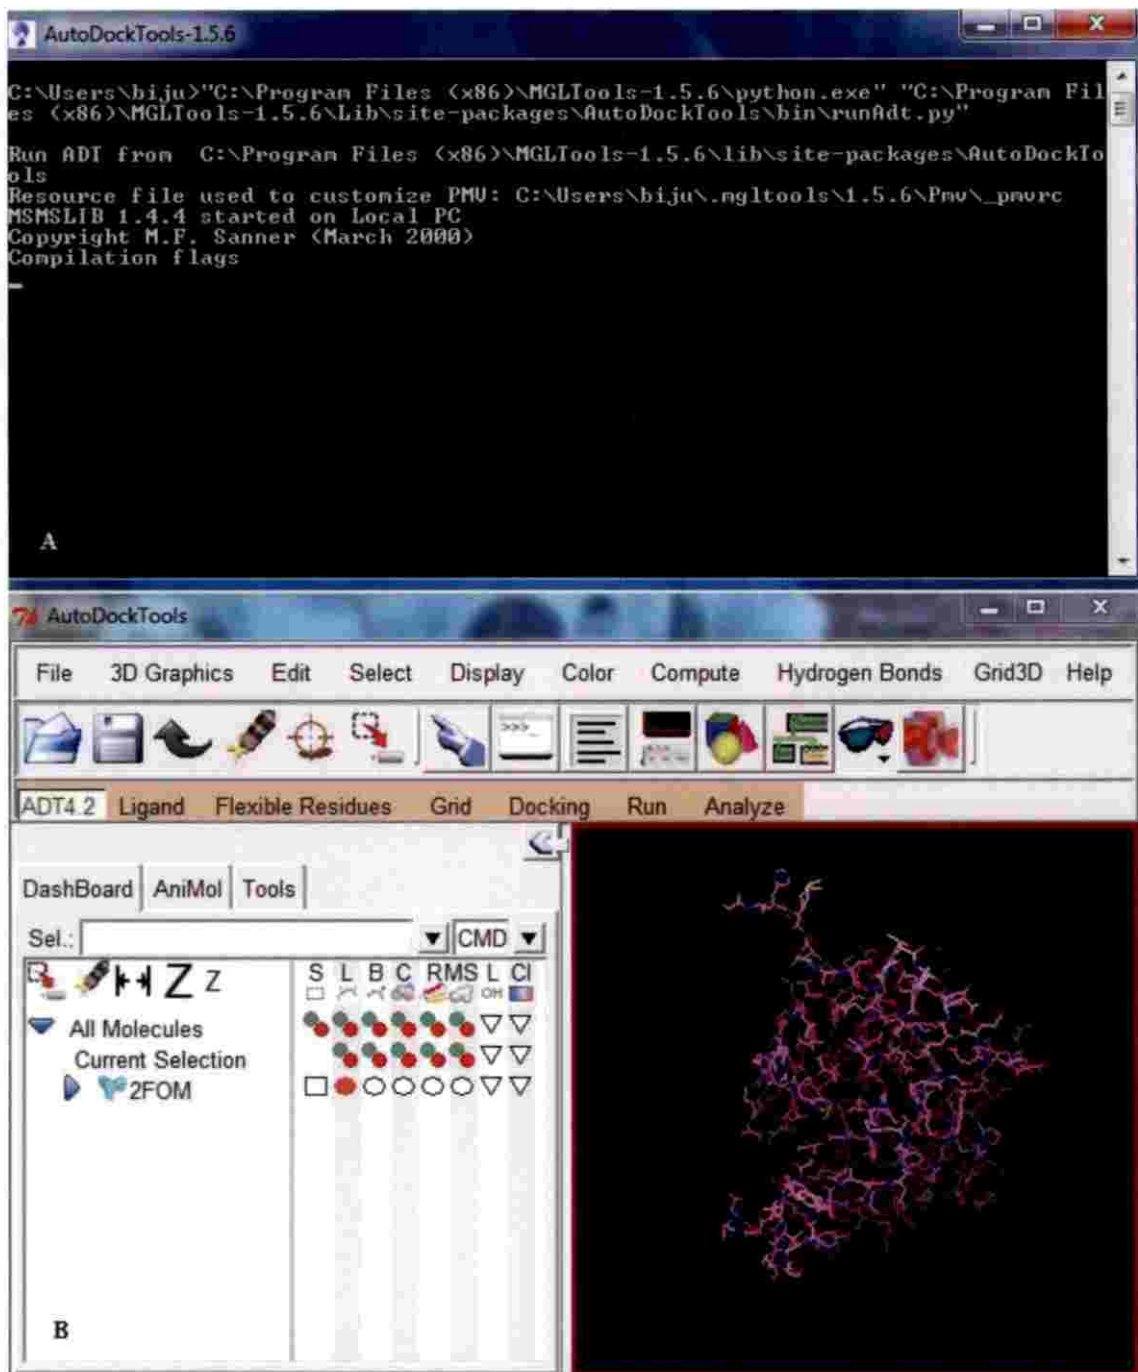 AutoDockTools-1.5.6
C:\Users\biju>"C:\Program Files (x86)\MGLTools-1.5.6\python.exe" "C:\Program Fil
es (x86)\MGLTools-1.5.6\Lib\site-packages\AutoDockTools\bin\runAdt.py"
Run ADT from C:\Program Files (x86)\MGLTools-1.5.6\lib\site-packages\AutoDockTo
ols
Resource file used to customize PMV: C:\Users\biju\.mgltools\1.5.6\Pmv\_pmvrc
MSMSLIB 1.4.4 started on Local PC
Copyright M.F. Sanner (March 2000)
Compilation flags
A
AutoDockTools
File 3D Graphics Edit Select Display Color Compute Hydrogen Bonds Grid3D Help
>>>_
ADT4.2 Ligand Flexible Residues Grid Docking Run Analyze
DashBoard AniMol Tools
Sel.: CMD
Z Z S L B C R MS L Cl
OH
All Molecules
Current Selection
2FOM
B